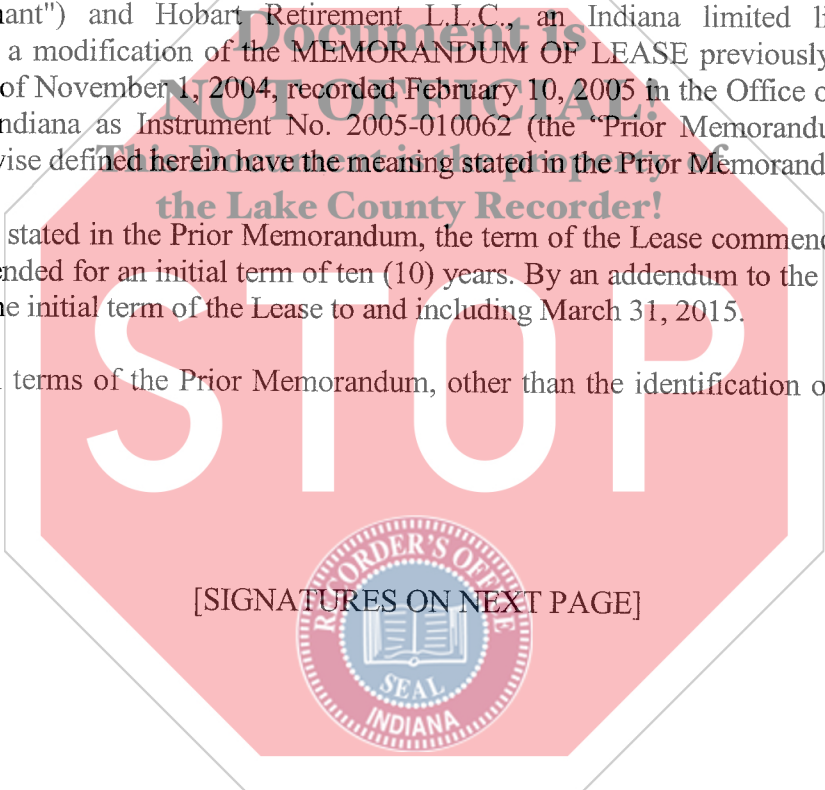 nant") and Hobart Retirement L.L.C., an Indiana limited li
Document is
a modification of the MEMORANDUM OF LEASE previously
of November 1, 2004, recorded February 10, 2005 in the Office o
NOT OFFICIAL!
ndiana as Instrument No. 2005-010062 (the “Prior Memorandu
This Document is the property of
wise defined herein have the meaning stated in the Prior Memorand
the Lake County Recorder!
stated in the Prior Memorandum, the term of the Lease commenc
ended for an initial term of ten (10) years. By an addendum to the
he initial term of the Lease to and including March 31, 2015.
terms of the Prior Memorandum, other than the identification o
STOP
[SIGNATURES ON NEXT PAGE]
RECORDER'S OFFICE
SEAL
INDIANA